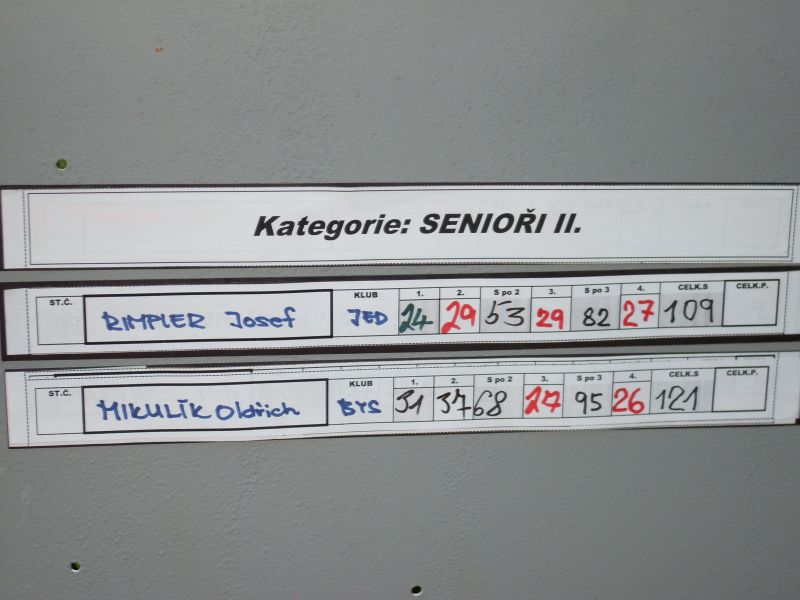 Kategorie: SENIOŘI II.
ST.Č. KLUB 1. 2. S po 2 3. S po 3 4. CELK.S CELK.P.
RIMPLER Josef JED 24 29 53 29 82 27 109
ST.Č. KLUB 1. 2. S po 2 3. S po 3 4. CELK.S CELK.P.
MIKULÍK Oldřich BYS 31 37 68 27 95 26 121